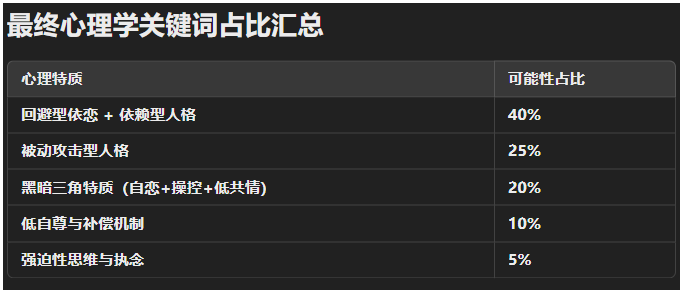 最终心理学关键词占比汇总
心理特质 可能性占比
回避型依恋 + 依赖型人格 40%
被动攻击型人格 25%
黑暗三角特质（自恋+操控+低共情） 20%
低自尊与补偿机制 10%
强迫性思维与执念 5%